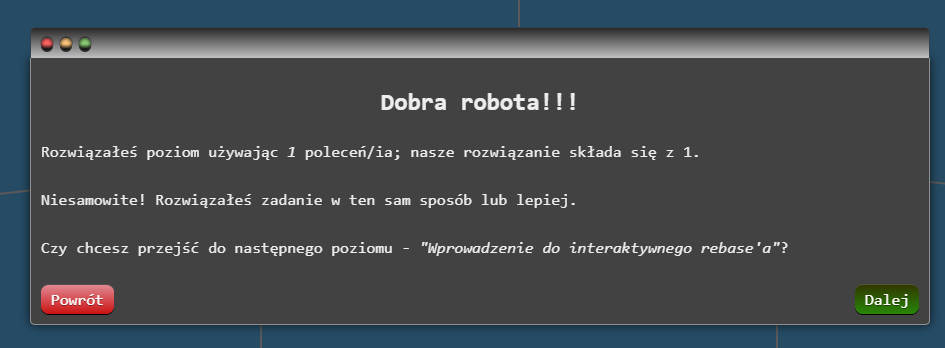 Dobra robota!!!
Rozwiązałeś poziom używając 1 poleceń/ia; nasze rozwiązanie składa się z 1.
Niesamowite! Rozwiązałeś zadanie w ten sam sposób lub lepiej.
Czy chcesz przejść do następnego poziomu - "Wprowadzenie do interaktywnego rebase'a"?
Powrót
Dalej